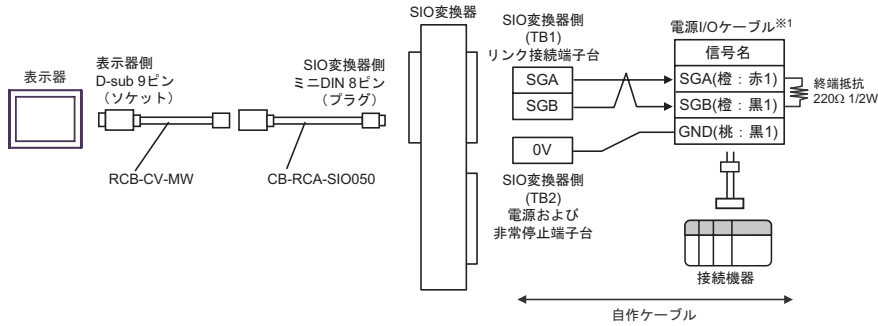 SIO変換器
表示器
表示器側
D-sub 9ピン
（ソケット）
SIO変換器側
ミニDIN 8ピン
（プラグ）
RCB-CV-MW
CB-RCA-SIO050
SIO変換器側
(TB1)
リンク接続端子台
SGA
SGB
0V
SIO変換器側
(TB2)
電源および
非常停止端子台
電源I/Oケーブル※1
信号名
SGA(橙：赤1)
SGB(橙：黒1)
GND(桃：黒1)
終端抵抗
220Ω 1/2W
接続機器
自作ケーブル